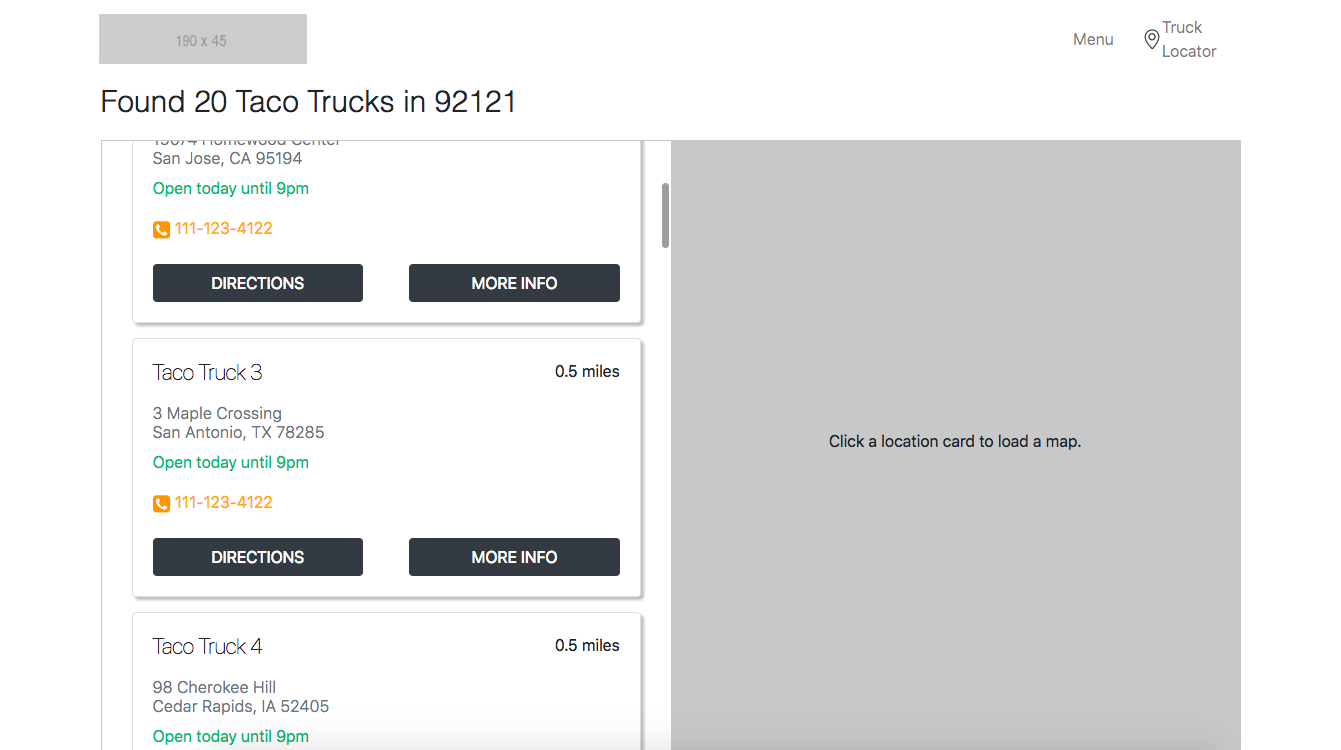 190 x 45
Menu
Truck
Locator
Found 20 Taco Trucks in 92121
Homewood Center
San Jose, CA 95194
Open today until 9pm
111-123-4122
DIRECTIONS
MORE INFO
Taco Truck 3
0.5 miles
3 Maple Crossing
San Antonio, TX 78285
Open today until 9pm
111-123-4122
DIRECTIONS
MORE INFO
Taco Truck 4
0.5 miles
98 Cherokee Hill
Cedar Rapids, IA 52405
Open today until 9pm
Click a location card to load a map.